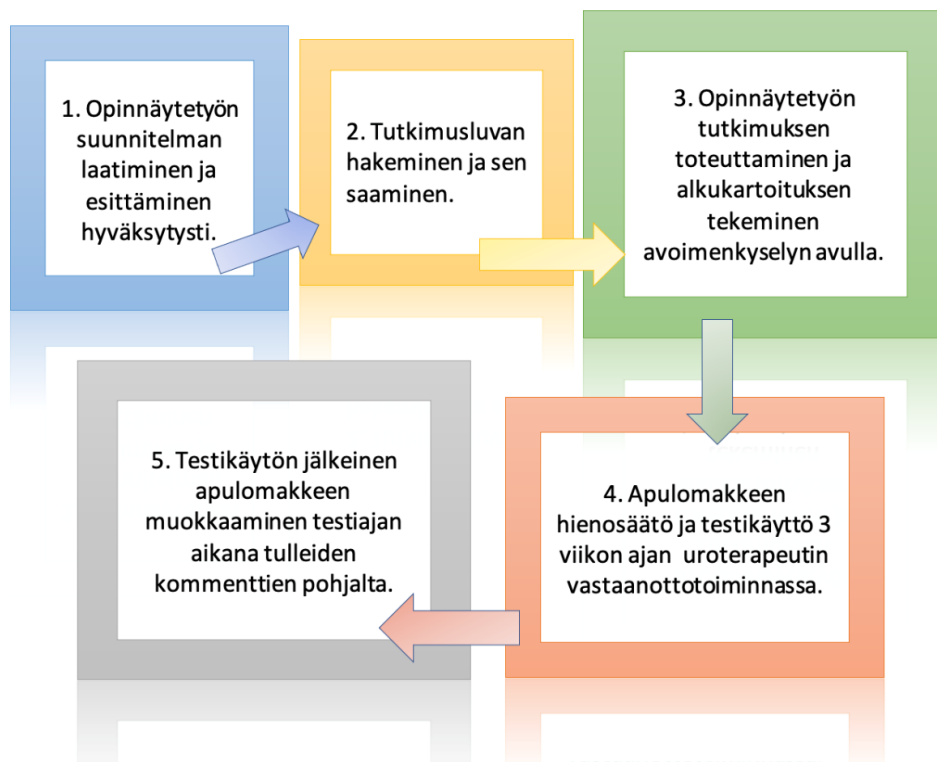 1. Opinnäytetyön
suunnitelman
laatiminen ja
esittäminen
hyväksytysti.
2. Tutkimusluvan
hakeminen ja sen
saaminen.
3. Opinnäytetyön
tutkimuksen
toteuttaminen ja
alkukartoituksen
tekeminen
avoimenkyselyn avulla.
4. Apulomakkeen
hienosäätö ja testikäyttö 3
viikon ajan uroterapeutin
vastaanottotoiminnassa.
5. Testikäytön jälkeinen
apulomakkeen
muokkaaminen testiajan
aikana tulleiden
kommenttien pohjalta.